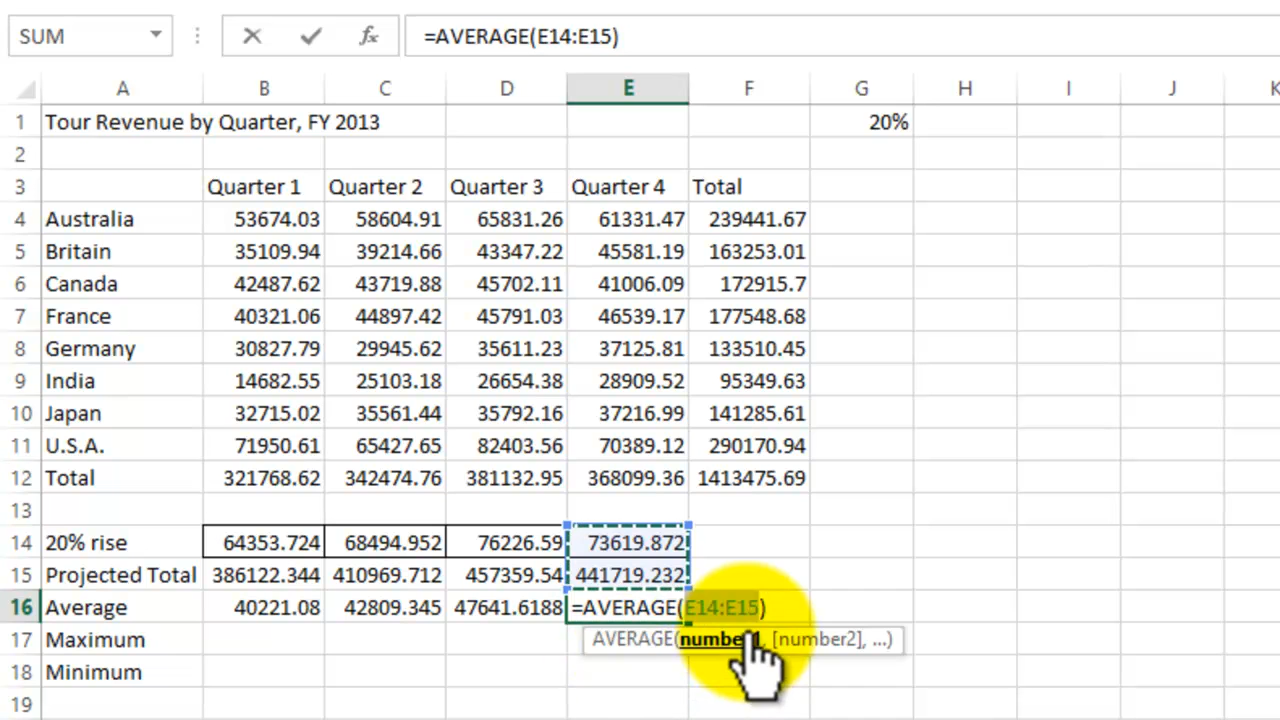 SUM fx =AVERAGE(E14:E15)
A B C D E F G H I J K
1 Tour Revenue by Quarter, FY 2013 20%
2
3 Quarter 1 Quarter 2 Quarter 3 Quarter 4 Total
4 Australia 53674.03 58604.91 65831.26 61331.47 239441.67
5 Britain 35109.94 39214.66 43347.22 45581.19 163253.01
6 Canada 42487.62 43719.88 45702.11 41006.09 172915.7
7 France 40321.06 44897.42 45791.03 46539.17 177548.68
8 Germany 30827.79 29945.62 35611.23 37125.81 133510.45
9 India 14682.55 25103.18 26654.38 28909.52 95349.63
10 Japan 32715.02 35561.44 35792.16 37216.99 141285.61
11 U.S.A. 71950.61 65427.65 82403.56 70389.12 290170.94
12 Total 321768.62 342474.76 381132.95 368099.36 1413475.69
13
14 20% rise 64353.724 68494.952 76226.59 73619.872
15 Projected Total 386122.344 410969.712 457359.54 441719.232
16 Average 40221.08 42809.345 47641.6188 =AVERAGE(E14:E15)
17 Maximum AVERAGE(number1, [number2], ...)
18 Minimum
19